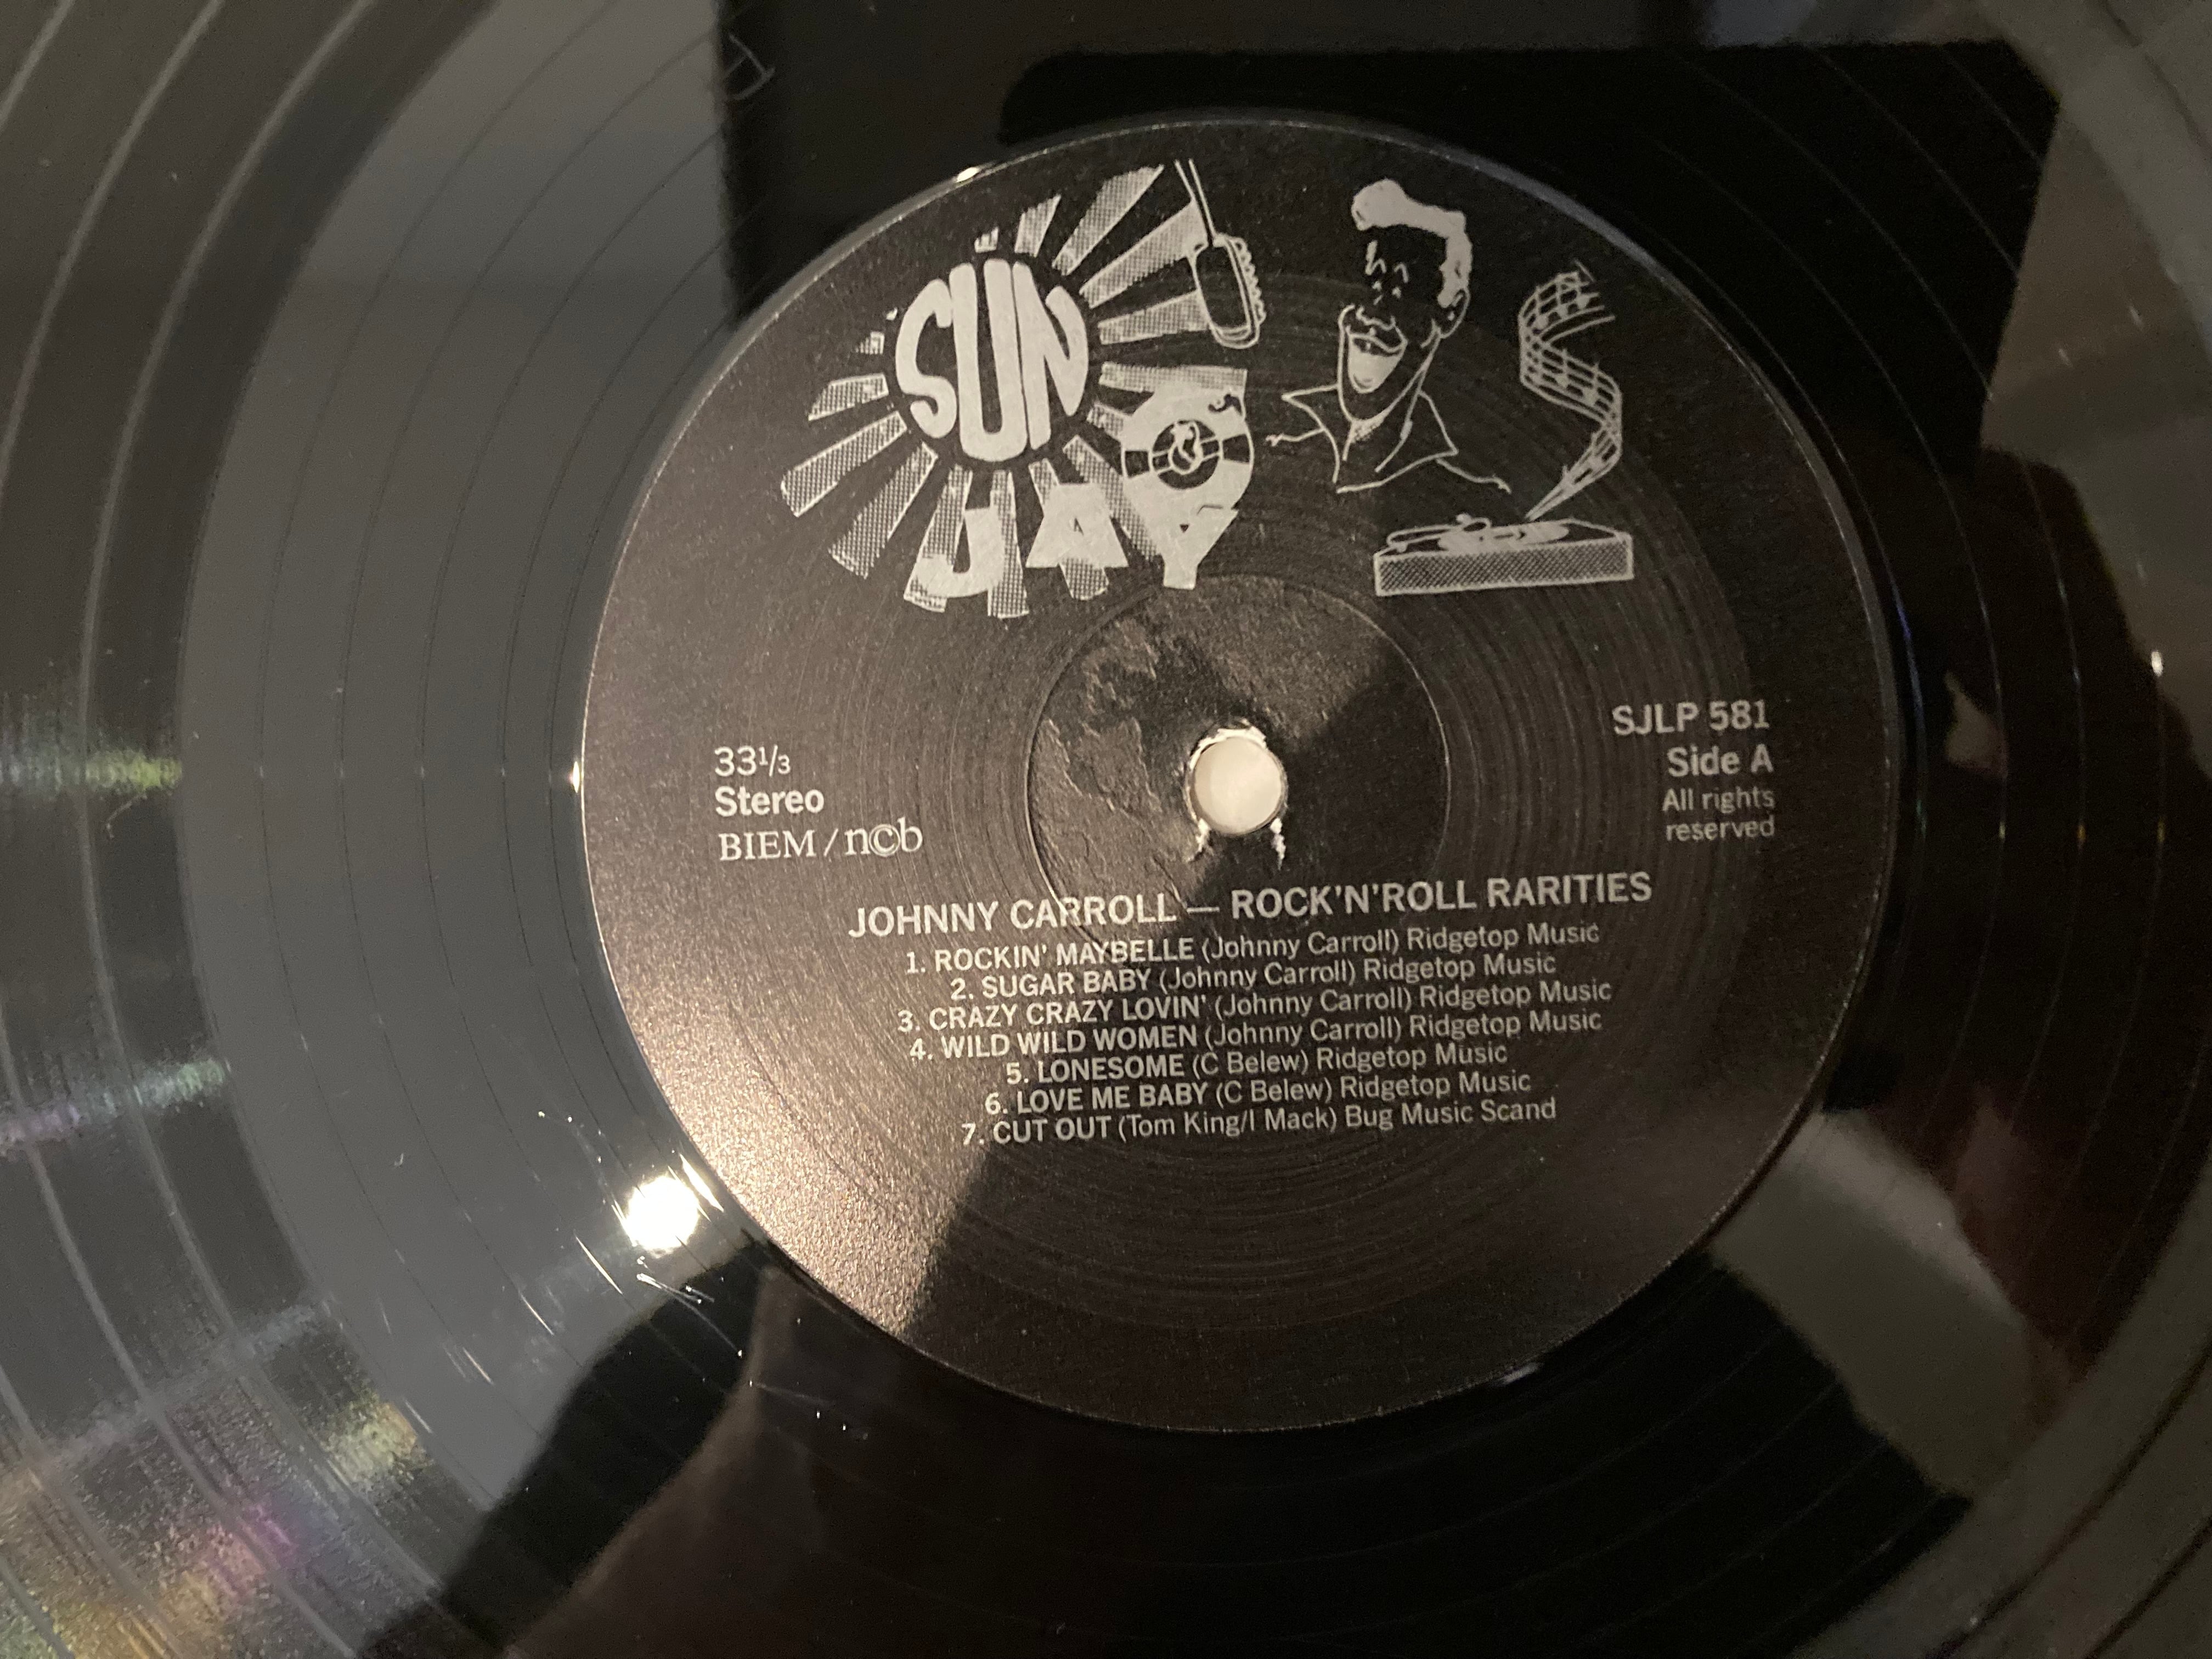 SUN
JAY
33⅓
Stereo
BIEM/n©b
SJLP 581
Side A
All rights
reserved
JOHNNY CARROLL — ROCK'N'ROLL RARITIES
1. ROCKIN' MAYBELLE (Johnny Carroll) Ridgetop Music
2. SUGAR BABY (Johnny Carroll) Ridgetop Music
3. CRAZY CRAZY LOVIN' (Johnny Carroll) Ridgetop Music
4. WILD WILD WOMEN (Johnny Carroll) Ridgetop Music
5. LONESOME (C Belew) Ridgetop Music
6. LOVE ME BABY (C Belew) Ridgetop Music
7. CUT OUT (Tom King/I Mack) Bug Music Scand